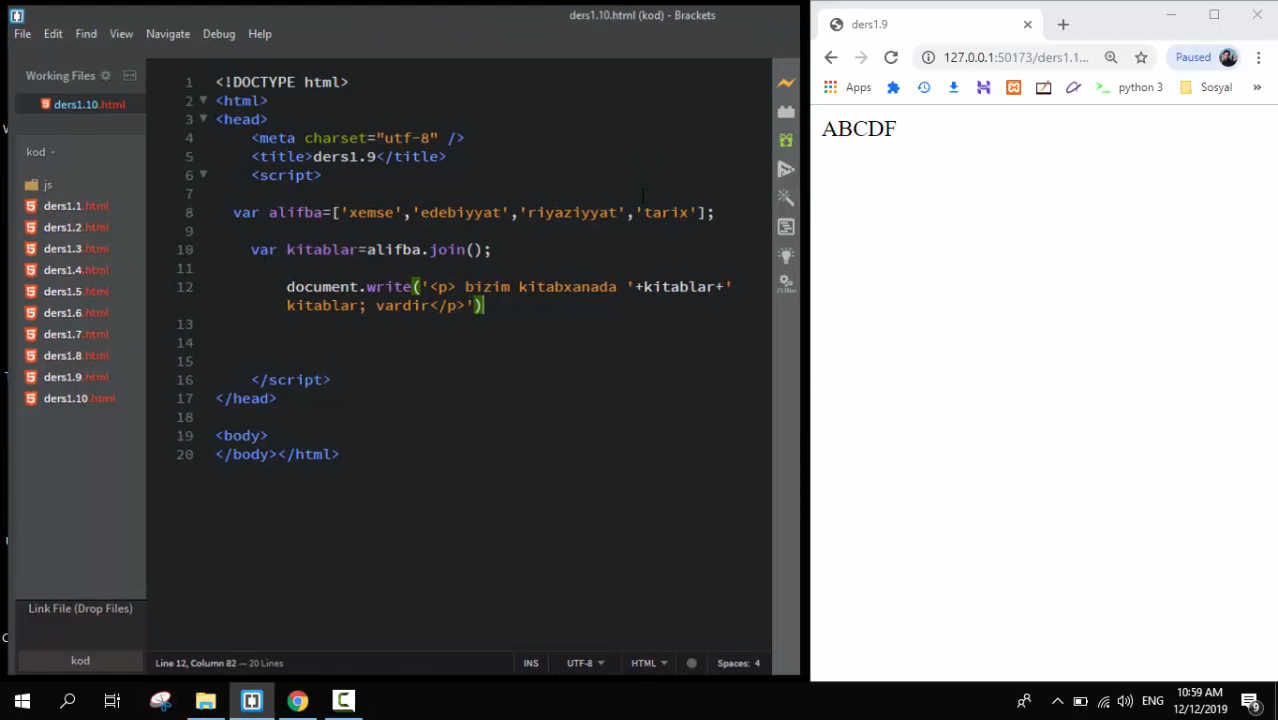 ders1.10.html (kod) - Brackets
File Edit Find View Navigate Debug Help
Working Files
ders1.10.html
kod
js
ders1.1.html
ders1.2.html
ders1.3.html
ders1.4.html
ders1.5.html
ders1.6.html
ders1.7.html
ders1.8.html
ders1.9.html
ders1.10.html
Link File (Drop Files)
kod
1 <!DOCTYPE html>
2 <html>
3 <head>
4 <meta charset="utf-8" />
5 <title>ders1.9</title>
6 <script>
7
8 var alifba=['xemse','edebiyyat','riyaziyyat','tarix'];
9
10 var kitablar=alifba.join();
11
12 document.write('<p> bizim kitabxanada '+kitablar+'
kitablar; vardir</p>')
13
14
15
16 </script>
17 </head>
18
19 <body>
20 </body></html>
Line 12, Column 82 — 20 Lines
INS UTF-8 HTML Spaces: 4
ders1.9
127.0.0.1:50173/ders1.1... Paused
Apps python 3 Sosyal »
ABCDF
ENG
10:59 AM
12/12/2019
9